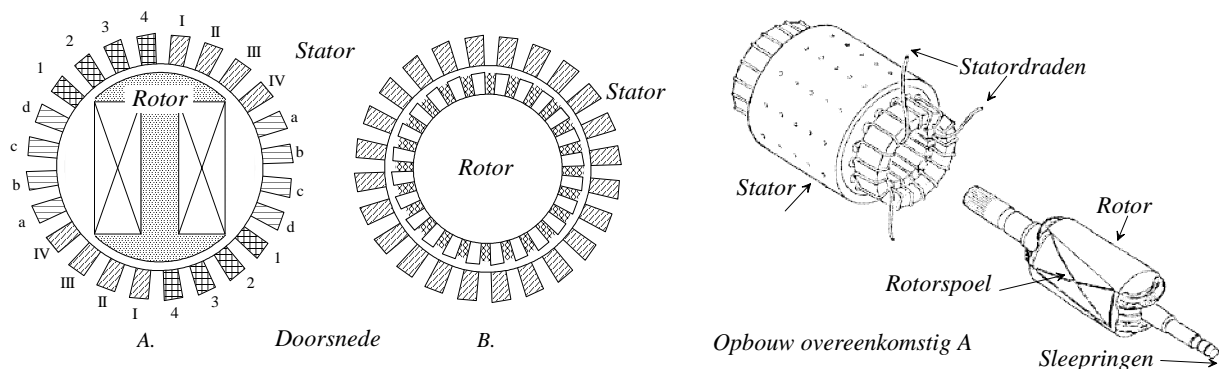 4 I
3 II
2 III
1 IV
d a
c b
b c
a d
IV 1
III 2
II 3
I 4
Rotor
A.
Stator
Doorsnede
Stator
Rotor
B.
Statordraden
Stator
Rotor
Rotorspoel
Opbouw overeenkomstig A
Sleepringen